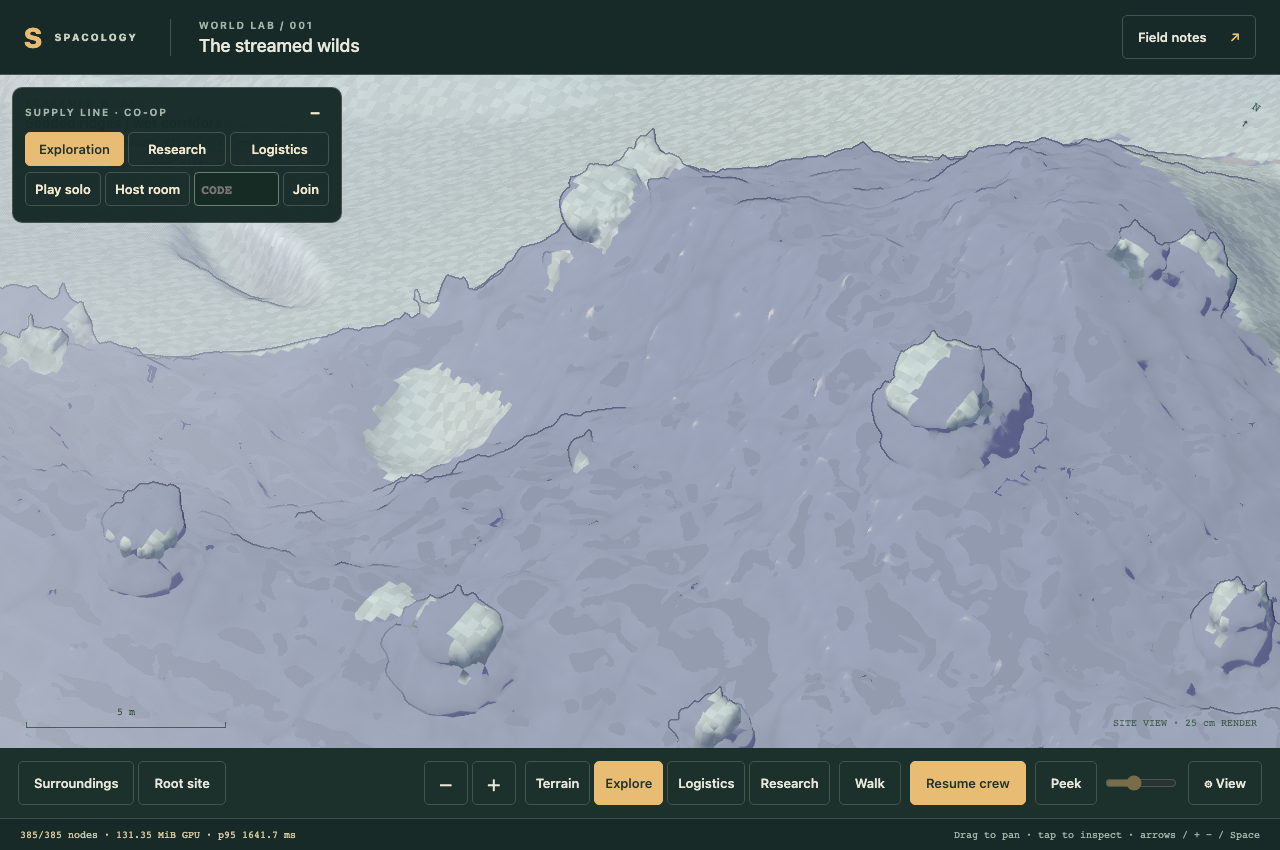 S SPACOLOGY
WORLD LAB / 001
The streamed wilds
Field notes ↗
N
SUPPLY LINE · CO-OP −
Exploration Research Logistics
Play solo Host room CODE Join
5 m
SITE VIEW · 25 cm RENDER
Surroundings Root site − + Terrain Explore Logistics Research Walk Resume crew Peek ⚙ View
385/385 nodes · 131.35 MiB GPU · p95 1641.7 ms
Drag to pan · tap to inspect · arrows / + − / Space